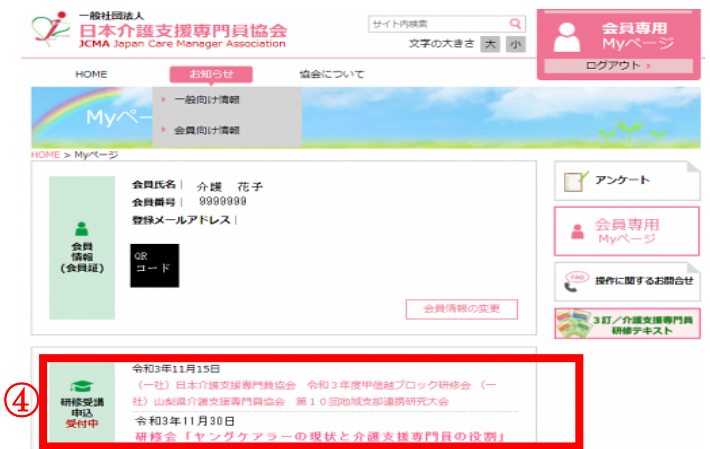 一般社団法人
日本介護支援専門員協会
JCMA Japan Care Manager Association
サイト内検索
文字の大きさ 大 小
会員専用
Myページ
ログアウト
HOME お知らせ 協会について
一般向け情報
会員向け情報
Myペー
HOME > Myページ
会員氏名| 介護 花子
会員番号| 9999999
登録メールアドレス|
会員
情報
(会員証)
QR
コード
会員情報の変更
アンケート
会員専用
Myページ
FAQ
操作に関するお問合せ
3訂/介護支援専門員
研修テキスト
④
研修受講
申込
受付中
令和3年11月15日
(一社)日本介護支援専門員協会 令和3年度甲信越ブロック研修会 (一
社)山梨県介護支援専門員協会 第10回地域支部連携研究大会
令和3年11月30日
研修会「ヤングケアラーの現状と介護支援専門員の役割」